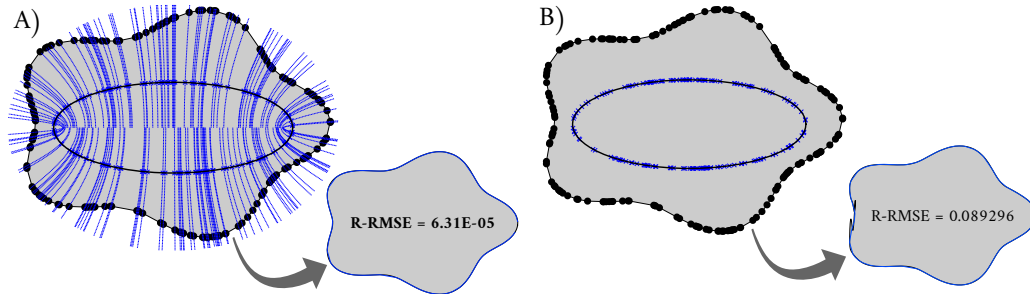 A)
B)
R-RMSE = 6.31E-05
R-RMSE = 0.089296